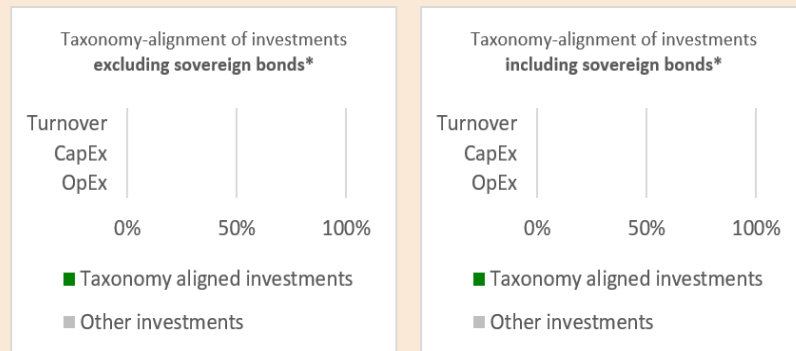 Taxonomy-alignment of investments
excluding sovereign bonds*
Turnover
CapEx
OpEx
0% 50% 100%
Taxonomy aligned investments
Other investments
Taxonomy-alignment of investments
including sovereign bonds*
Turnover
CapEx
OpEx
0% 50% 100%
Taxonomy aligned investments
Other investments